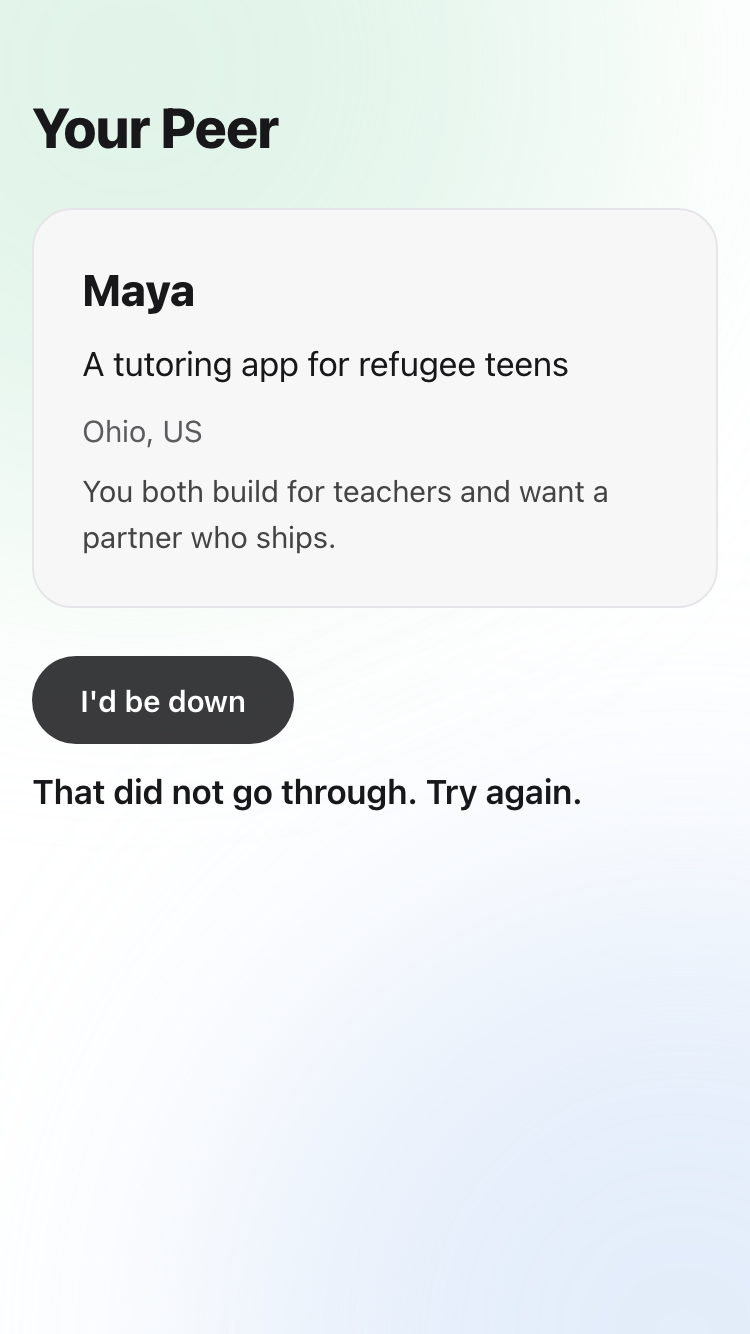 Your Peer
Maya
A tutoring app for refugee teens
Ohio, US
You both build for teachers and want a
partner who ships.
I'd be down
That did not go through. Try again.